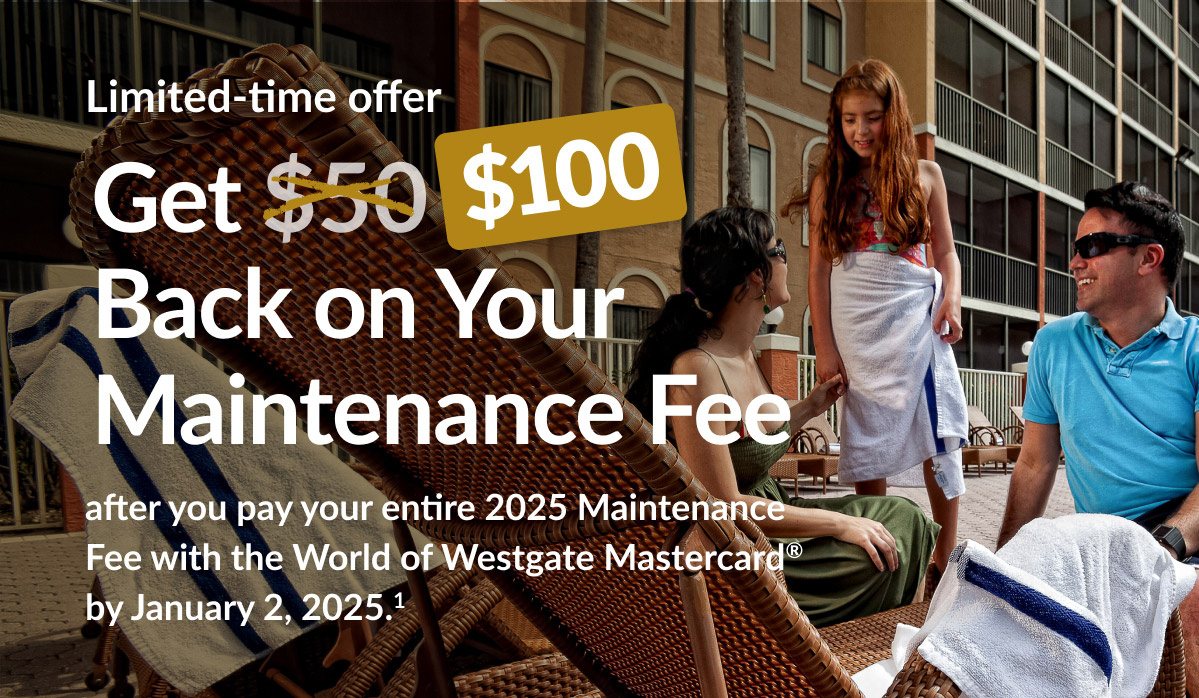 Limited-time offer
Get $50 $100
Back on Your
Maintenance Fee
after you pay your entire 2025 Maintenance
Fee with the World of Westgate Mastercard®
by January 2, 2025.¹